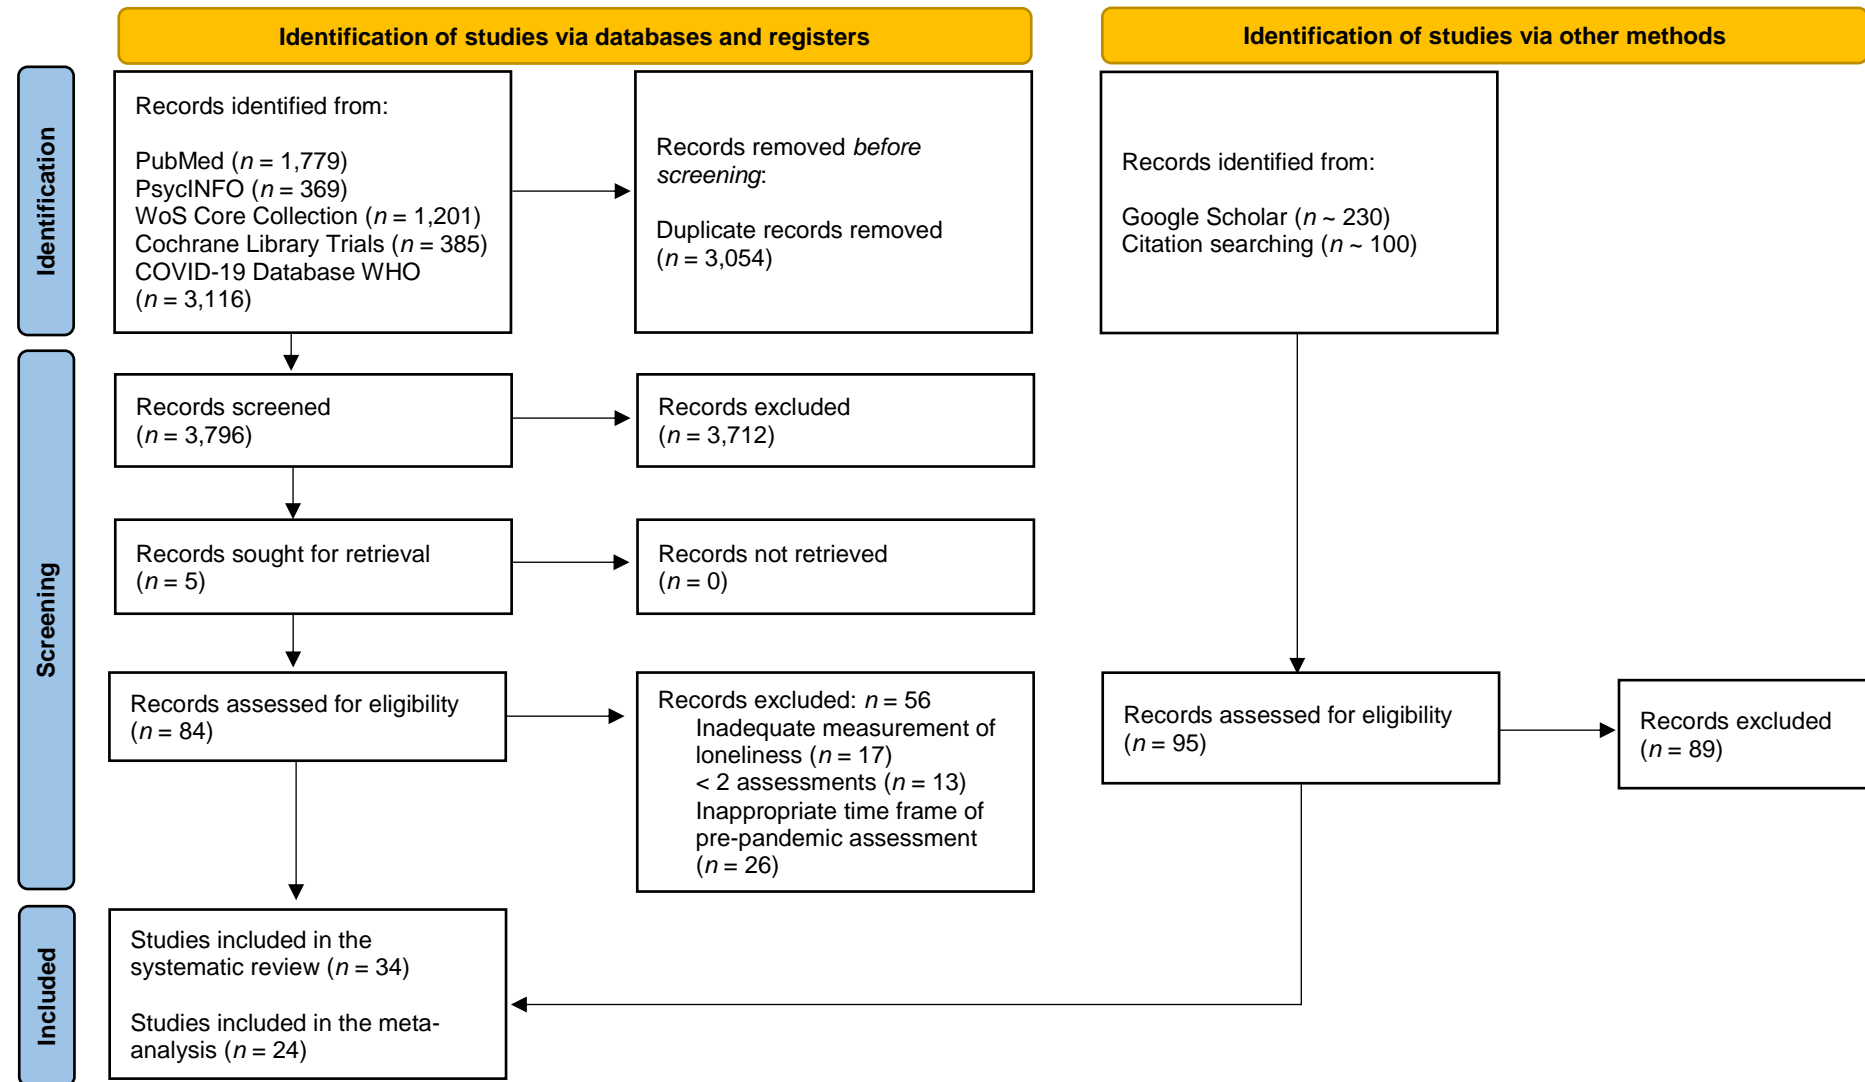 Identification of studies via databases and registers
Identification of studies via other methods
Identification
Records identified from:
PubMed (n = 1,779)
PsycINFO (n = 369)
WoS Core Collection (n = 1,201)
Cochrane Library Trials (n = 385)
COVID-19 Database WHO
(n = 3,116)
Records removed before
screening:
Duplicate records removed
(n = 3,054)
Records identified from:
Google Scholar (n ~ 230)
Citation searching (n ~ 100)
Screening
Records screened
(n = 3,796)
Records excluded
(n = 3,712)
Records sought for retrieval
(n = 5)
Records not retrieved
(n = 0)
Records assessed for eligibility
(n = 84)
Records excluded: n = 56
Inadequate measurement of
loneliness (n = 17)
< 2 assessments (n = 13)
Inappropriate time frame of
pre-pandemic assessment
(n = 26)
Records assessed for eligibility
(n = 95)
Records excluded
(n = 89)
Included
Studies included in the
systematic review (n = 34)
Studies included in the meta-
analysis (n = 24)